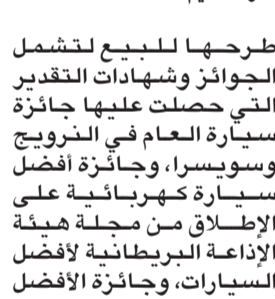 طرحها للبيع لتشمل
الجوائز وشهادات التقدير
التي حصلت عليها جائزة
سيارة العام في النرويج
وسويسرا، وجائزة أفضل
سيارة كهربائية على
الإطلاق من مجلة هيئة
الإذاعة البريطانية لأفضل
السيارات، وجائزة الأفضل